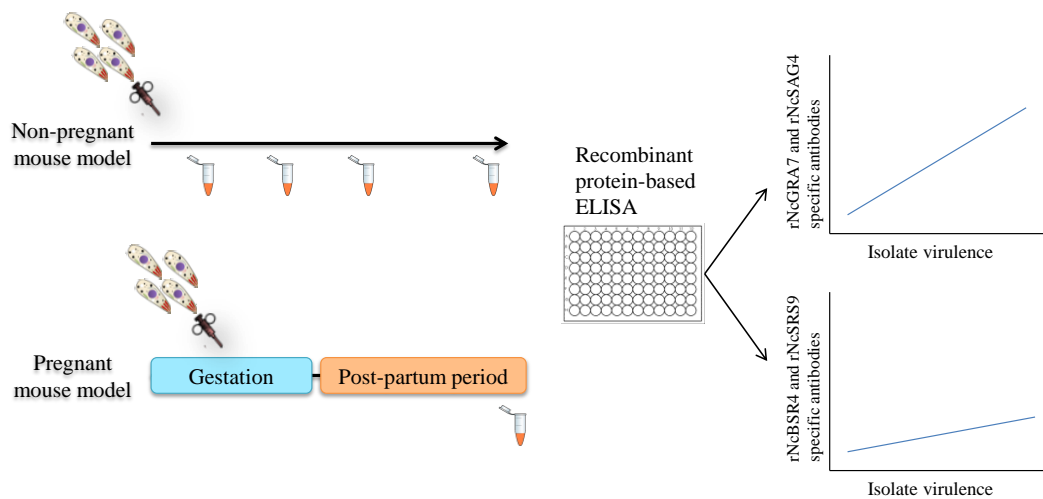 Non-pregnant
mouse model
Pregnant
mouse model
Gestation
Post-partum period
Recombinant
protein-based
ELISA
rNcGRA7 and rNcSAG4
specific antibodies
Isolate virulence
rNcBSR4 and rNcSRS9
specific antibodies
Isolate virulence